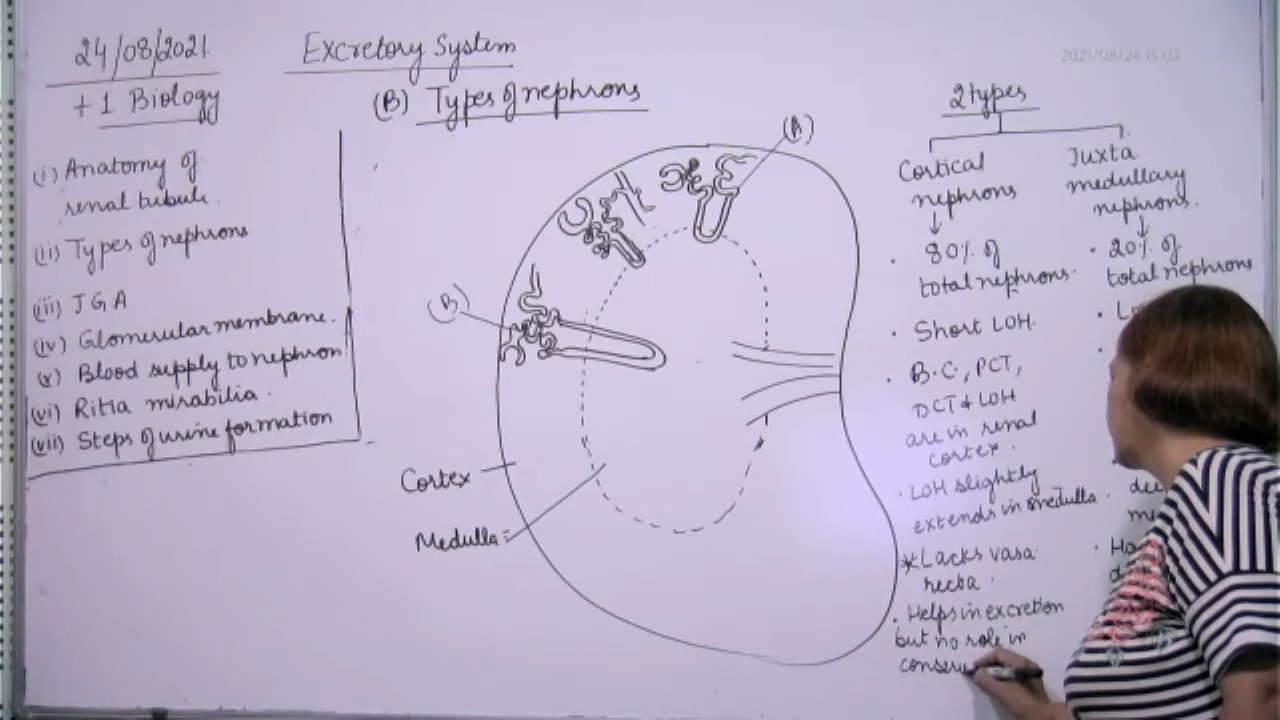 24/08/2021
+1 Biology
Excretory System
(B) Types of nephrons
2021/08/24 15:02
(i) Anatomy of
renal tubule.
(ii) Types of nephrons
(iii) JGA
(iv) Glomerular membrane.
(v) Blood supply to nephron
(vi) Ritia mirabilia.
(vii) Steps of urine formation
(A)
(B)
Cortex
Medulla
2 types
Cortical
nephrons
80% of
total nephrons.
Short LOH.
B.C, PCT,
DCT & LOH
are in renal
cortex.
LOH slightly
extends in medulla.
*Lacks vasa
recta.
Helps in excretion
but no role in
Juxta
medullary
nephrons.
20% of
total nephrons